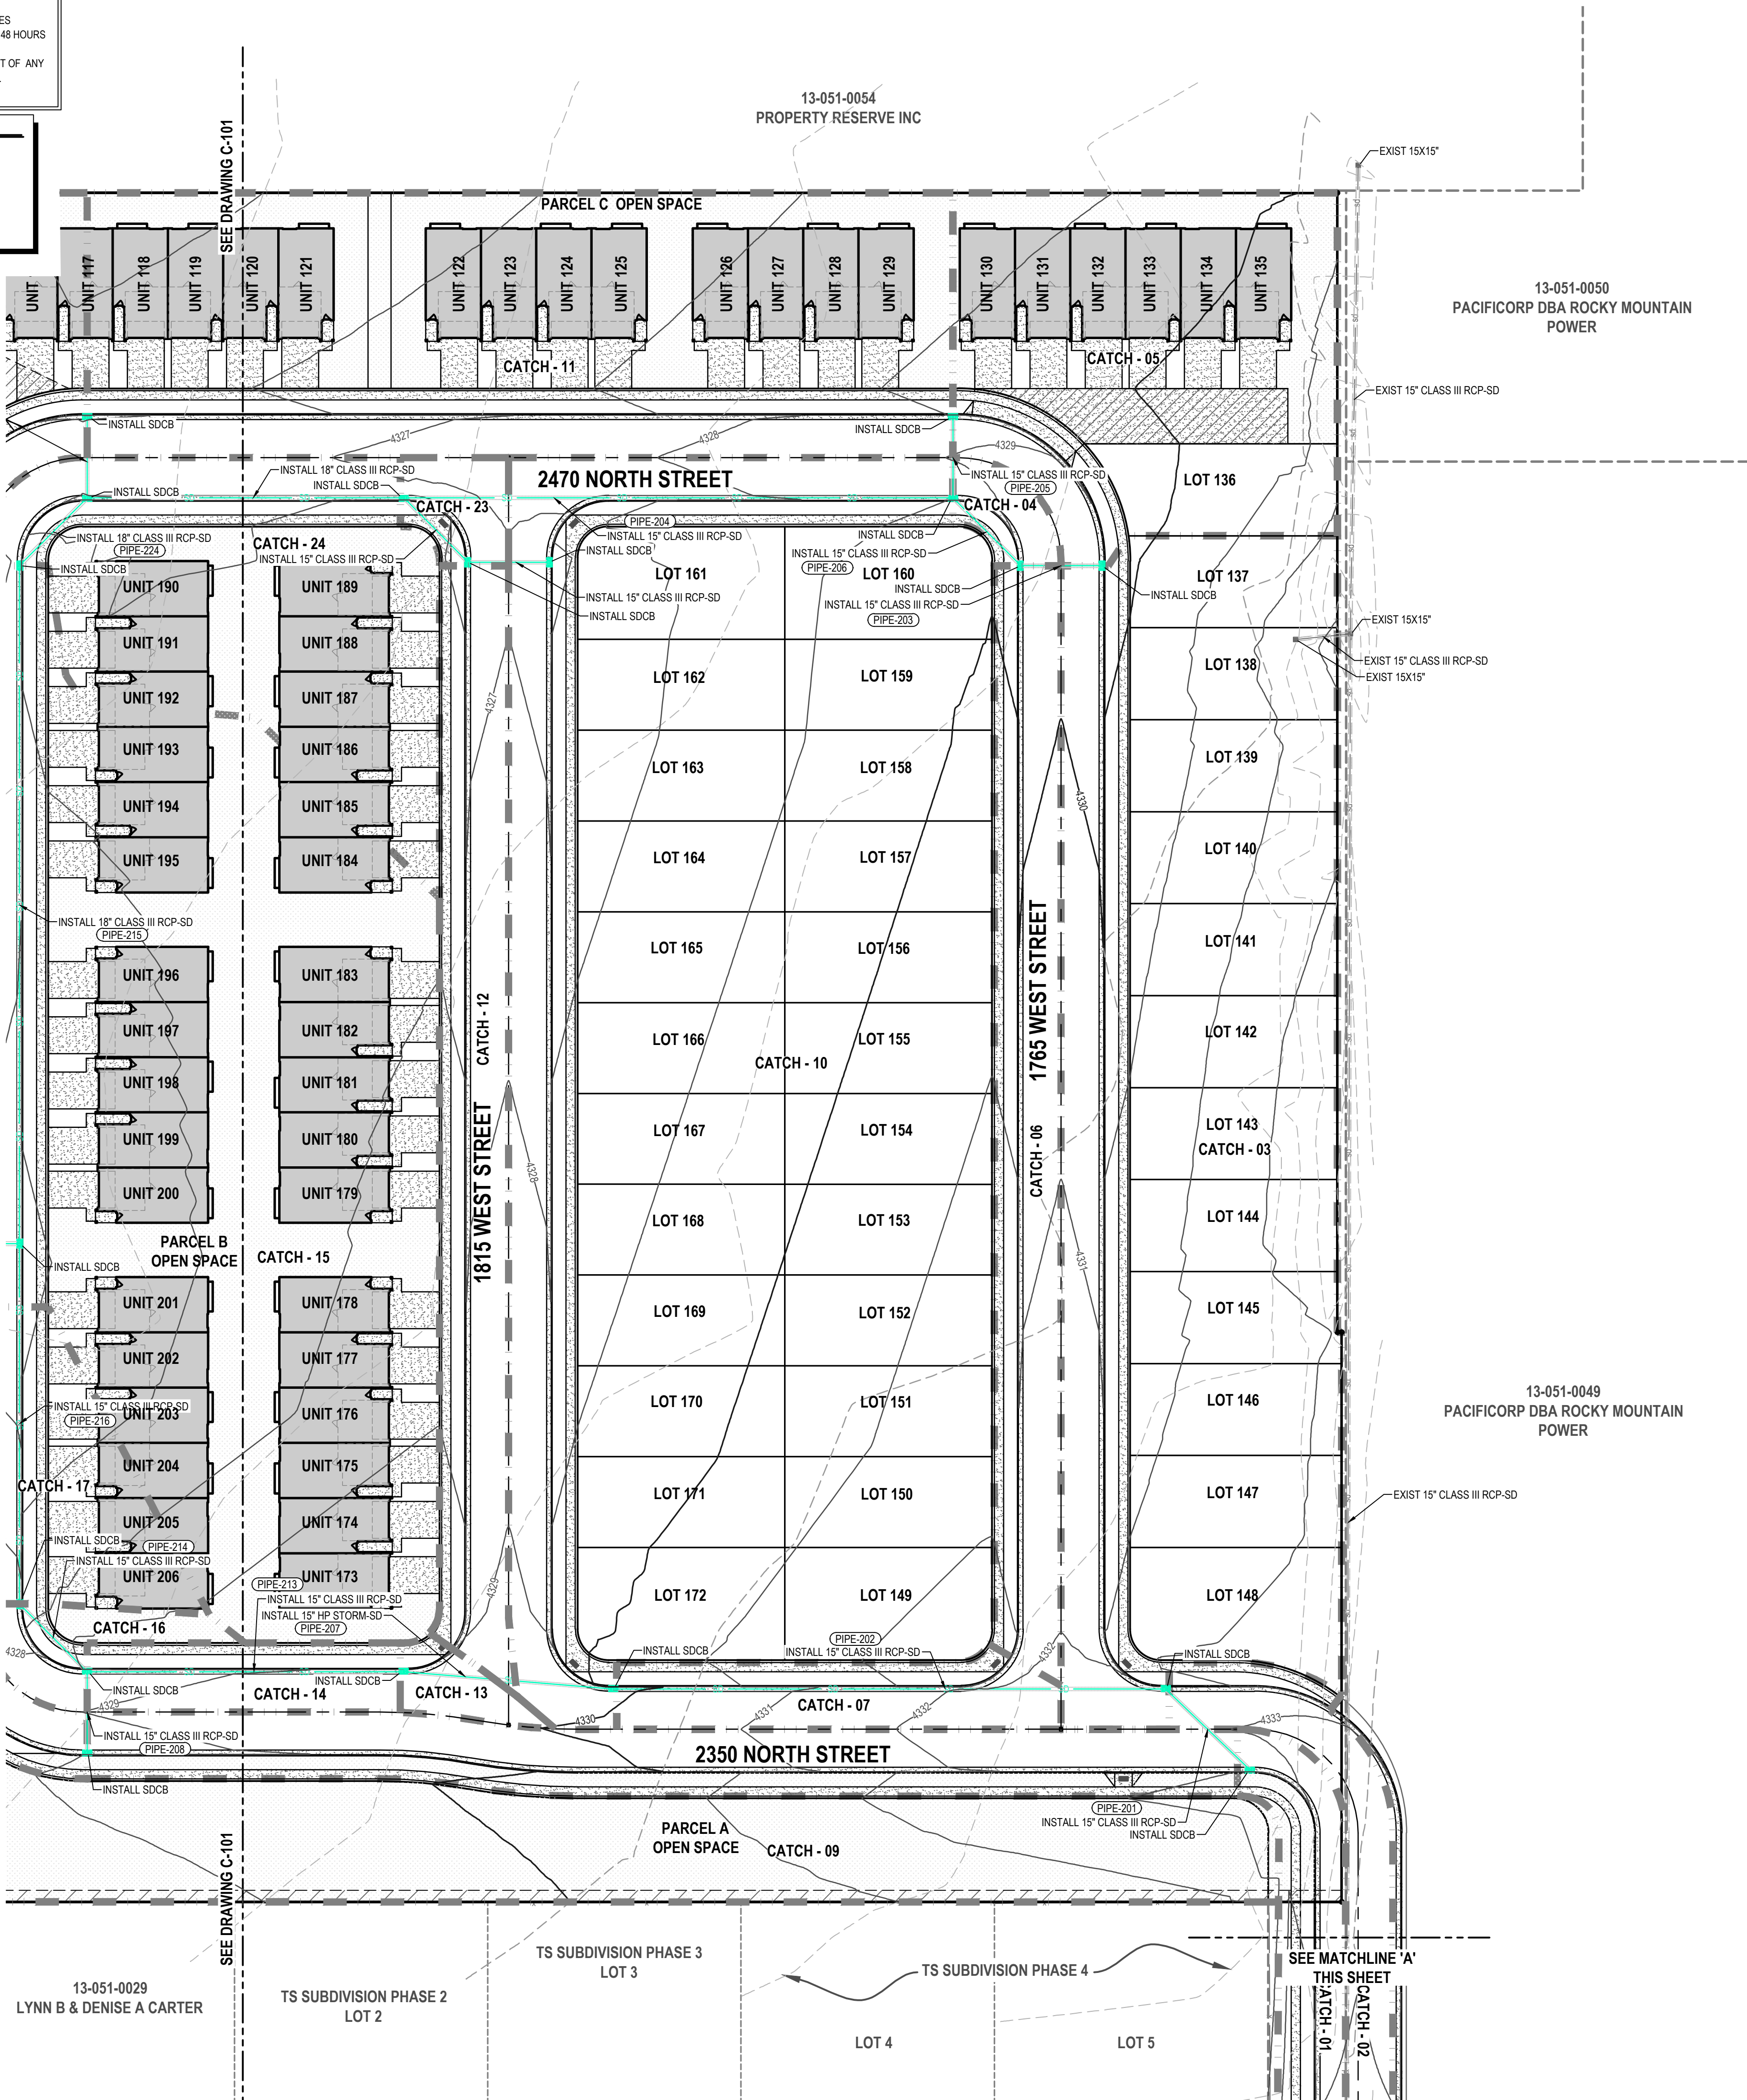 ES
48 HOURS
T OF ANY
13-051-0054
PROPERTY RESERVE INC
SEE DRAWING C-101
EXIST 15X15"
PARCEL C OPEN SPACE
UNIT
UNIT 117
UNIT 118
UNIT 119
UNIT 120
UNIT 121
UNIT 122
UNIT 123
UNIT 124
UNIT 125
UNIT 126
UNIT 127
UNIT 128
UNIT 129
UNIT 130
UNIT 131
UNIT 132
UNIT 133
UNIT 134
UNIT 135
13-051-0050
PACIFICORP DBA ROCKY MOUNTAIN
POWER
CATCH - 11
CATCH - 05
EXIST 15" CLASS III RCP-SD
INSTALL SDCB
INSTALL SDCB
4327
4328
4329
INSTALL 18" CLASS III RCP-SD
2470 NORTH STREET
INSTALL 15" CLASS III RCP-SD
PIPE-205
LOT 136
INSTALL SDCB
INSTALL SDCB
CATCH - 23
CATCH - 04
PIPE-204
INSTALL 15" CLASS III RCP-SD
INSTALL SDCB
INSTALL 18" CLASS III RCP-SD
PIPE-224
CATCH - 24
INSTALL 15" CLASS III RCP-SD
INSTALL SDCB
INSTALL 15" CLASS III RCP-SD
PIPE-206
INSTALL SDCB
LOT 161
LOT 160
LOT 137
UNIT 190
UNIT 189
INSTALL SDCB
INSTALL SDCB
INSTALL 15" CLASS III RCP-SD
INSTALL 15" CLASS III RCP-SD
PIPE-203
INSTALL SDCB
EXIST 15X15"
UNIT 191
UNIT 188
LOT 138
EXIST 15" CLASS III RCP-SD
EXIST 15X15"
LOT 162
LOT 159
UNIT 192
UNIT 187
4327
UNIT 193
UNIT 186
LOT 139
LOT 163
LOT 158
UNIT 194
UNIT 185
4330
UNIT 195
UNIT 184
LOT 164
LOT 157
LOT 140
INSTALL 18" CLASS III RCP-SD
PIPE-215
LOT 165
LOT 156
LOT 141
1765 WEST STREET
UNIT 196
UNIT 183
UNIT 197
UNIT 182
CATCH - 12
LOT 166
LOT 155
LOT 142
CATCH - 10
UNIT 198
UNIT 181
UNIT 199
UNIT 180
LOT 167
LOT 154
LOT 143
CATCH - 03
1815 WEST STREET
4328
CATCH - 06
UNIT 200
UNIT 179
LOT 168
LOT 153
LOT 144
PARCEL B
OPEN SPACE
CATCH - 15
4331
INSTALL SDCB
UNIT 201
UNIT 178
LOT 169
LOT 152
LOT 145
UNIT 202
UNIT 177
LOT 170
LOT 151
LOT 146
INSTALL 15" CLASS III RCP-SD
PIPE-216
UNIT 203
UNIT 176
13-051-0049
PACIFICORP DBA ROCKY MOUNTAIN
POWER
UNIT 204
UNIT 175
CATCH - 17
LOT 171
LOT 150
LOT 147
EXIST 15" CLASS III RCP-SD
UNIT 205
UNIT 174
INSTALL SDCB
PIPE-214
INSTALL 15" CLASS III RCP-SD
UNIT 206
UNIT 173
PIPE-213
INSTALL 15" CLASS III RCP-SD
INSTALL 15" HP STORM-SD
PIPE-207
4329
LOT 172
LOT 149
LOT 148
CATCH - 16
4328
PIPE-202
INSTALL 15" CLASS III RCP-SD
INSTALL SDCB
4332
INSTALL SDCB
INSTALL SDCB
INSTALL SDCB
CATCH - 14
CATCH - 13
CATCH - 07
4329
4330
4331
4332
4333
INSTALL 15" CLASS III RCP-SD
PIPE-208
2350 NORTH STREET
INSTALL SDCB
PIPE-201
INSTALL 15" CLASS III RCP-SD
INSTALL SDCB
PARCEL A
OPEN SPACE
CATCH - 09
SEE DRAWING C-101
SEE MATCHLINE 'A'
THIS SHEET
TS SUBDIVISION PHASE 3
LOT 3
TS SUBDIVISION PHASE 4
13-051-0029
LYNN B & DENISE A CARTER
TS SUBDIVISION PHASE 2
LOT 2
LOT 4
LOT 5
CATCH - 01
CATCH - 02